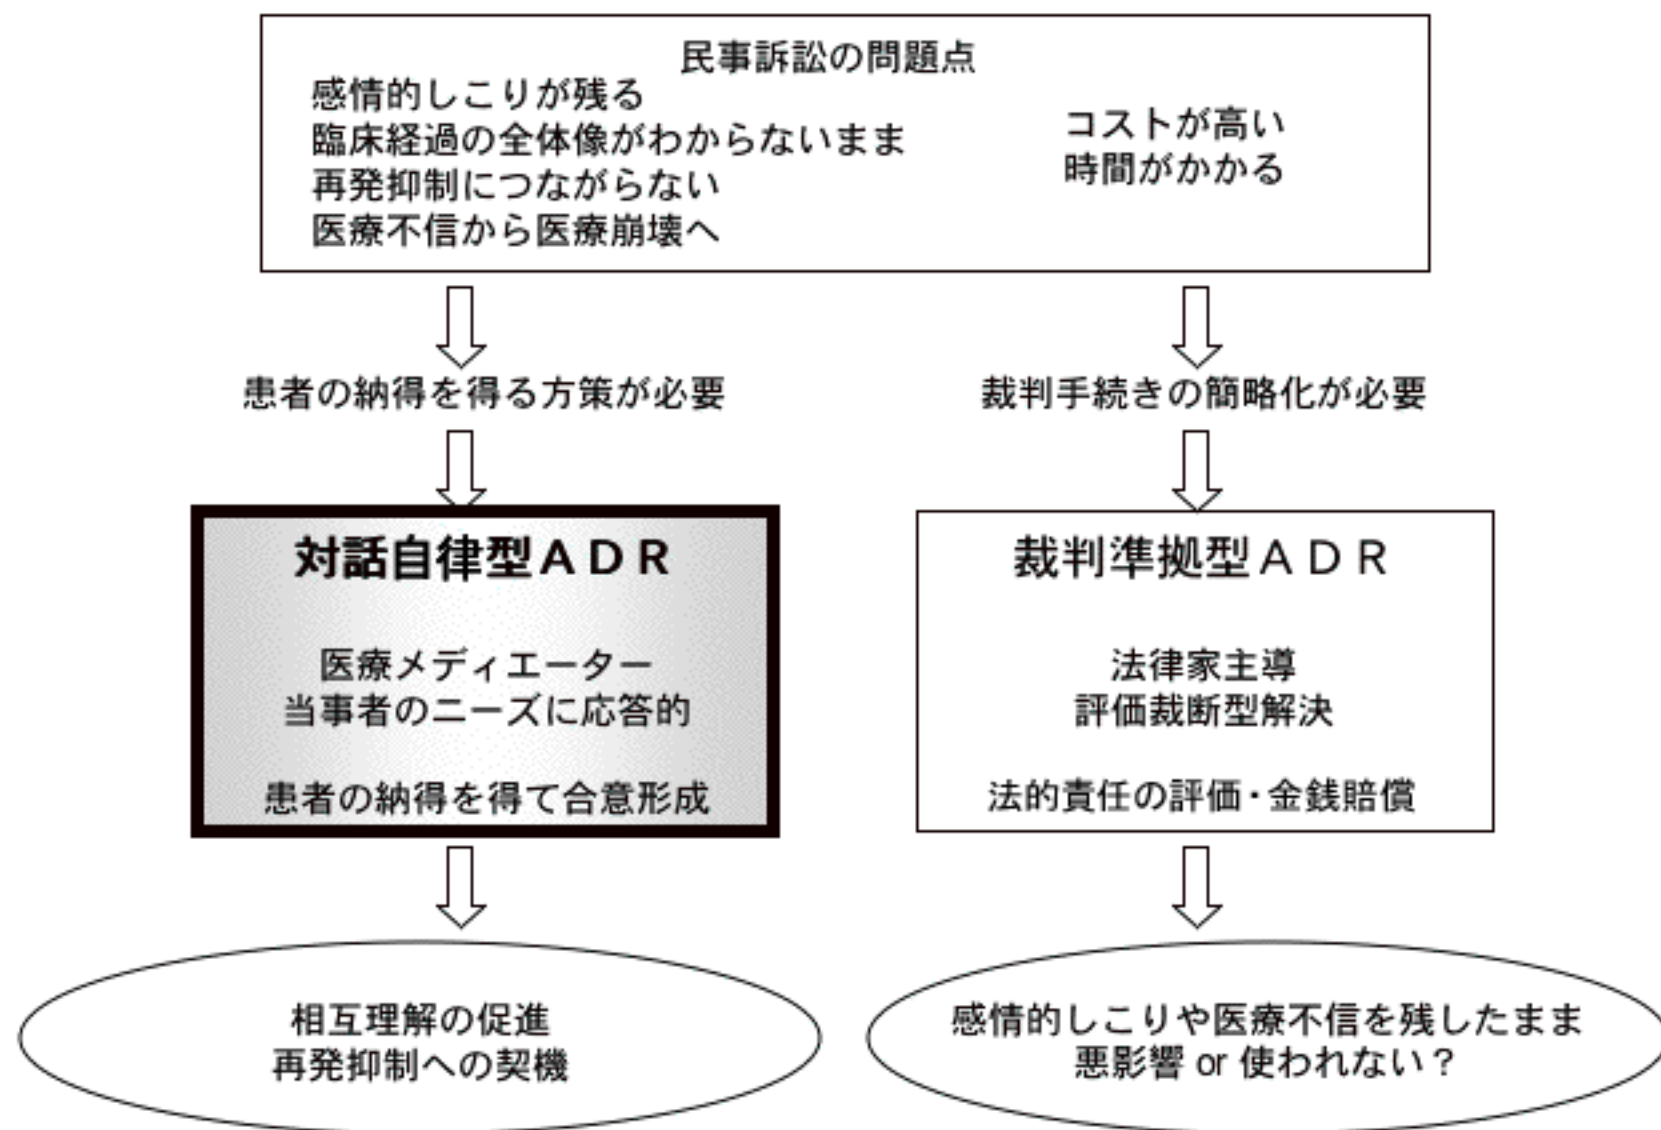 民事訴訟の問題点
感情的しこりが残る
臨床経過の全体像がわからないまま
再発抑制につながらない
医療不信から医療崩壊へ
コストが高い
時間がかかる
患者の納得を得る方策が必要
裁判手続きの簡略化が必要
対話自律型ＡＤＲ
医療メディエーター
当事者のニーズに応答的
患者の納得を得て合意形成
裁判準拠型ＡＤＲ
法律家主導
評価裁断型解決
法的責任の評価・金銭賠償
相互理解の促進
再発抑制への契機
感情的しこりや医療不信を残したまま
悪影響 or 使われない？